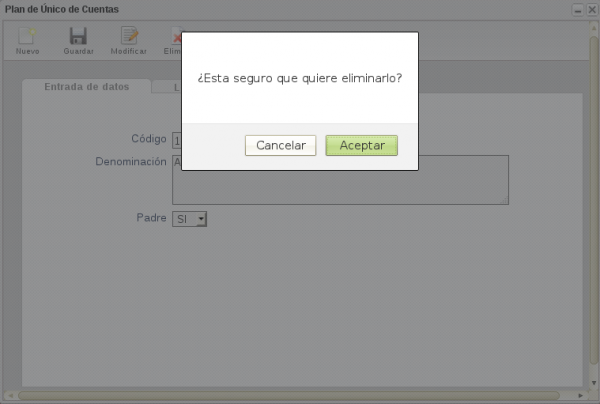 Plan de Único de Cuentas
Nuevo Guardar Modificar
¿Esta seguro que quiere eliminarlo?
Cancelar Aceptar
Entrada de datos
Código 1
Denominación A
Padre SI